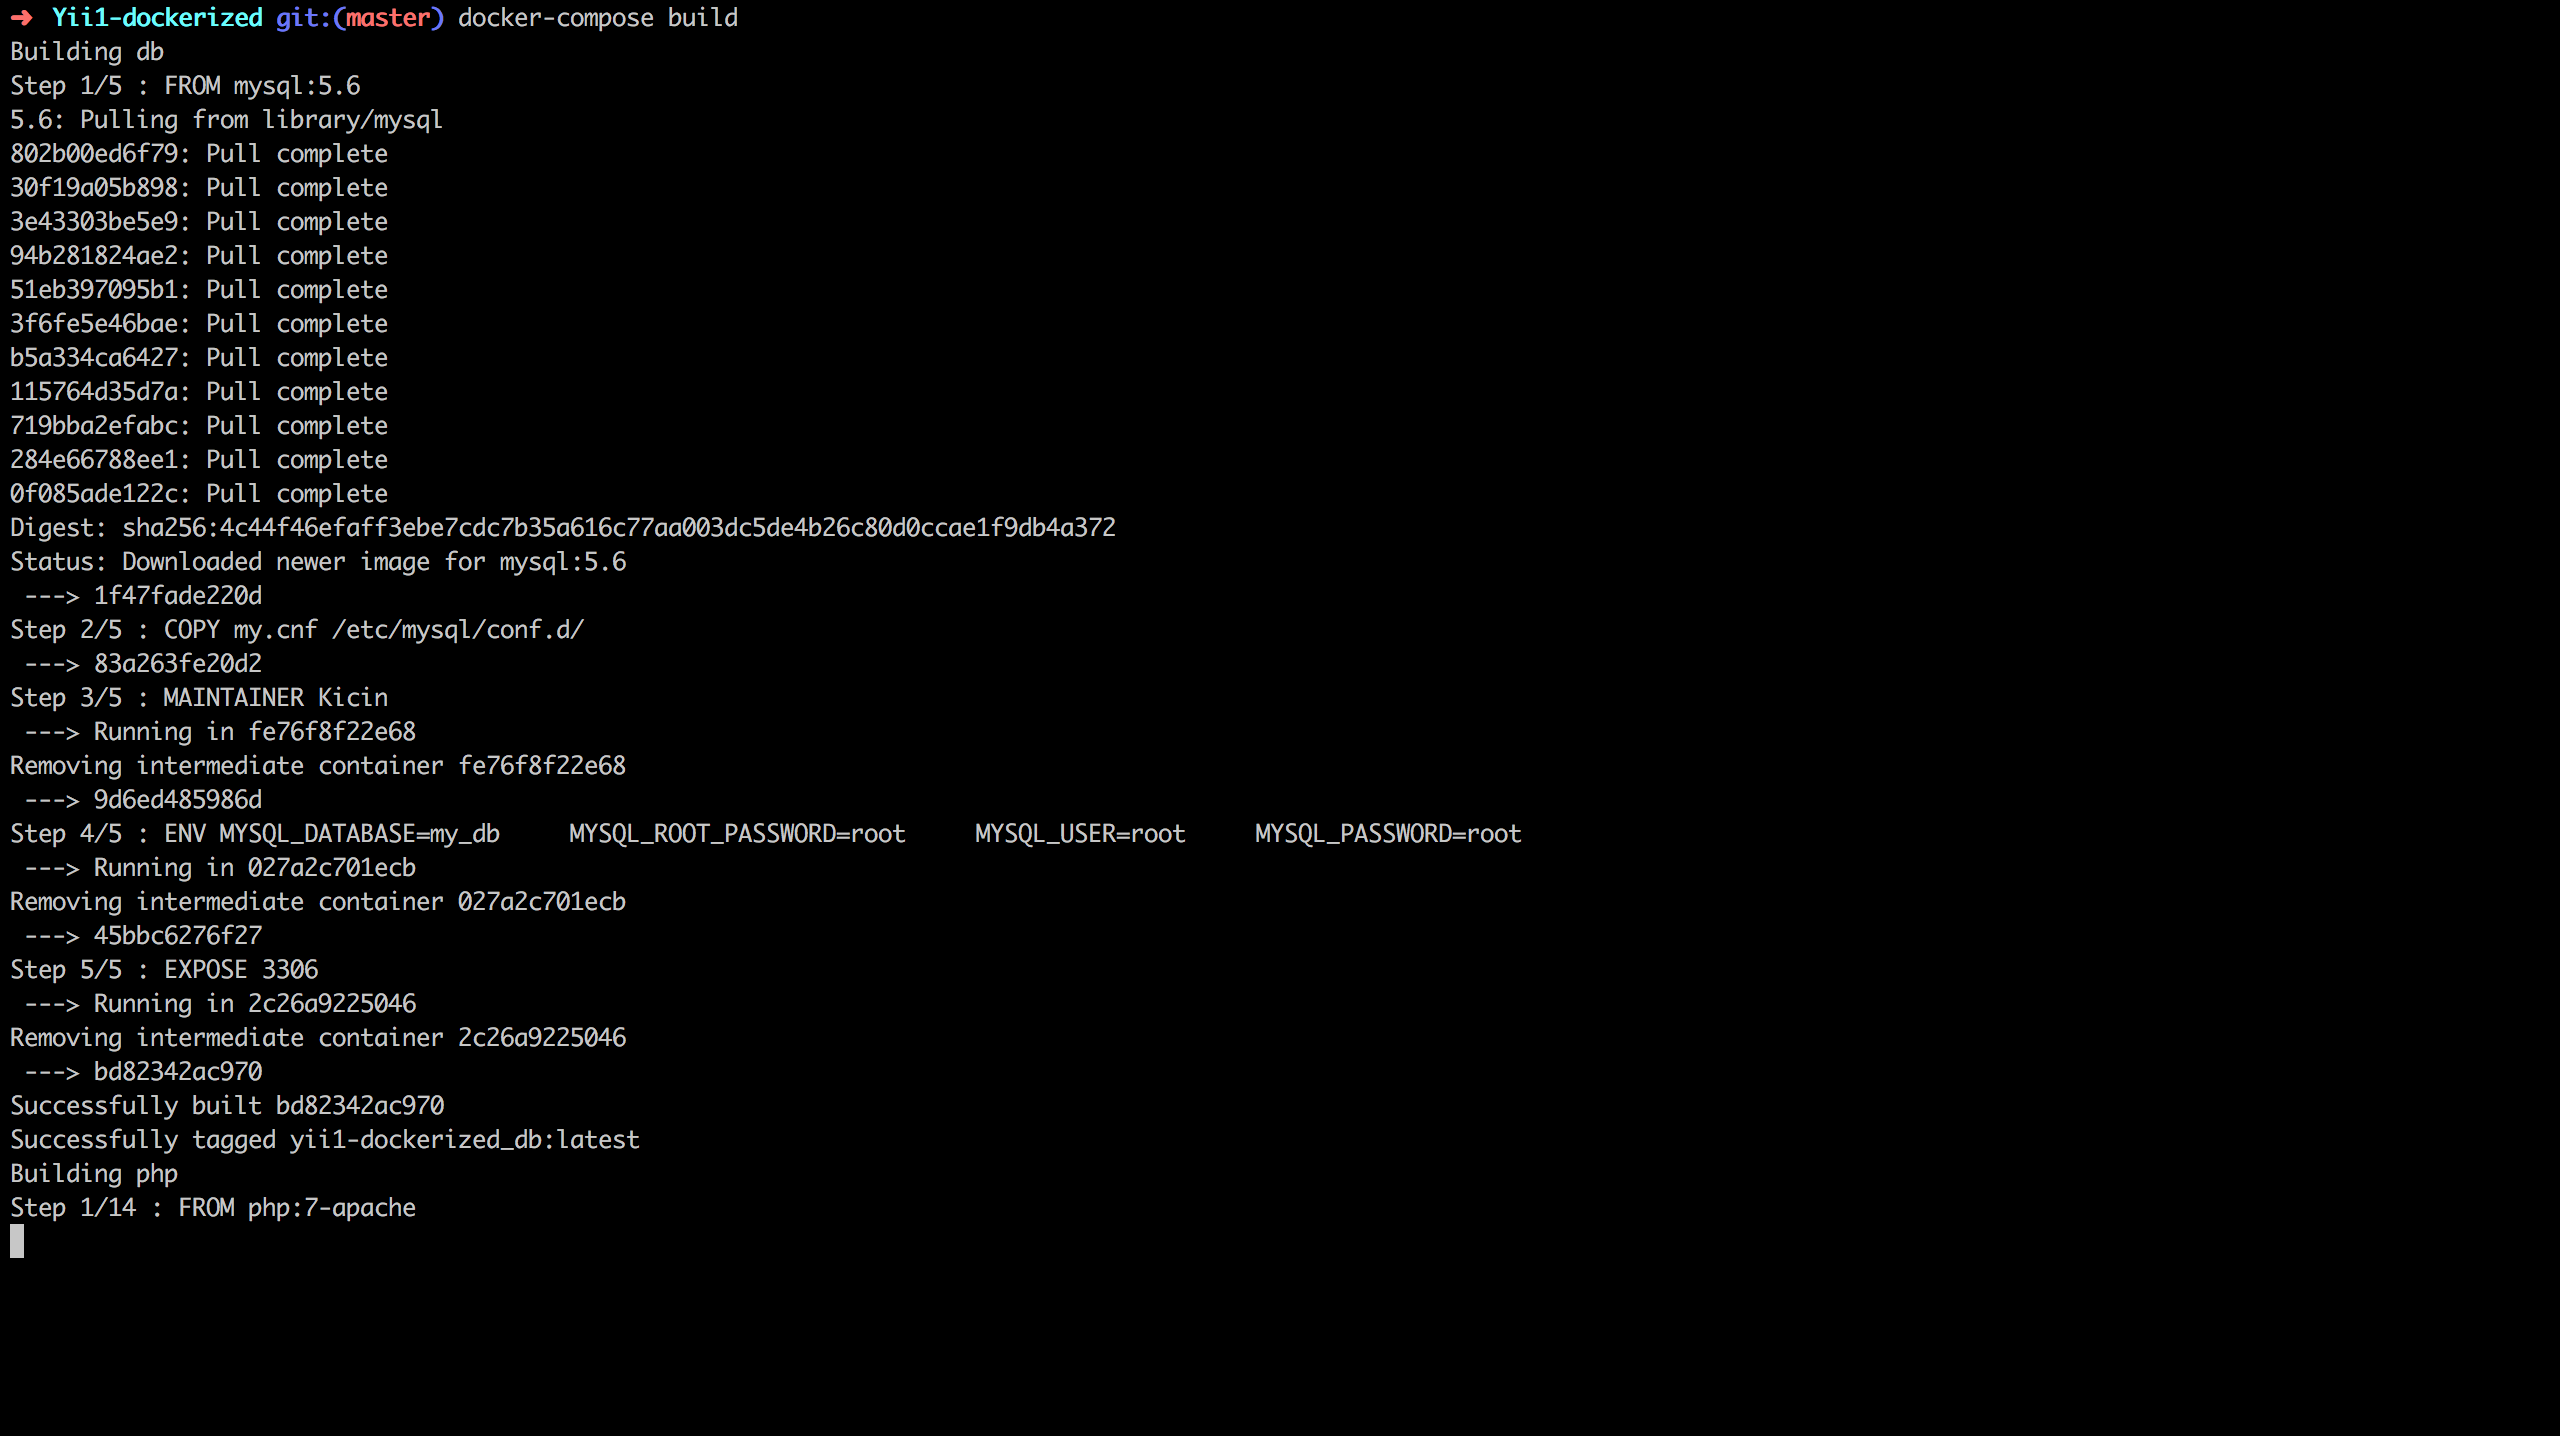 ➜ Yii1-dockerized git:(master) docker-compose build
Building db
Step 1/5 : FROM mysql:5.6
5.6: Pulling from library/mysql
802b00ed6f79: Pull complete
30f19a05b898: Pull complete
3e43303be5e9: Pull complete
94b281824ae2: Pull complete
51eb397095b1: Pull complete
3f6fe5e46bae: Pull complete
b5a334ca6427: Pull complete
115764d35d7a: Pull complete
719bba2efabc: Pull complete
284e66788ee1: Pull complete
0f085ade122c: Pull complete
Digest: sha256:4c44f46efaff3ebe7cdc7b35a616c77aa003dc5de4b26c80d0ccae1f9db4a372
Status: Downloaded newer image for mysql:5.6
 ---> 1f47fade220d
Step 2/5 : COPY my.cnf /etc/mysql/conf.d/
 ---> 83a263fe20d2
Step 3/5 : MAINTAINER Kicin
 ---> Running in fe76f8f22e68
Removing intermediate container fe76f8f22e68
 ---> 9d6ed485986d
Step 4/5 : ENV MYSQL_DATABASE=my_db     MYSQL_ROOT_PASSWORD=root     MYSQL_USER=root     MYSQL_PASSWORD=root
 ---> Running in 027a2c701ecb
Removing intermediate container 027a2c701ecb
 ---> 45bbc6276f27
Step 5/5 : EXPOSE 3306
 ---> Running in 2c26a9225046
Removing intermediate container 2c26a9225046
 ---> bd82342ac970
Successfully built bd82342ac970
Successfully tagged yii1-dockerized_db:latest
Building php
Step 1/14 : FROM php:7-apache